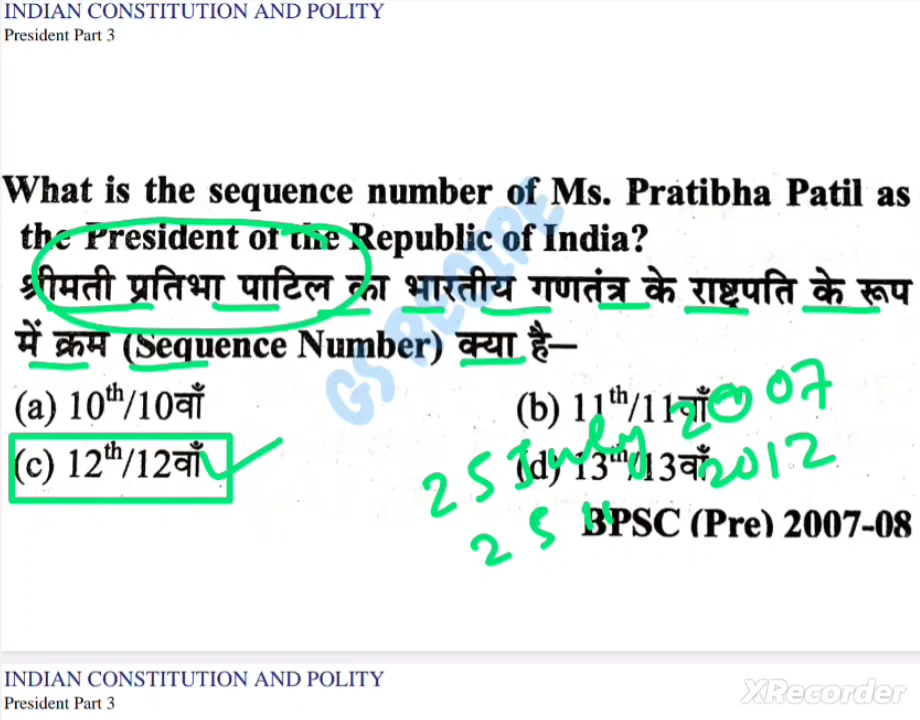 INDIAN CONSTITUTION AND POLITY
President Part 3
What is the sequence number of Ms. Pratibha Patil as
the President of the Republic of India?
श्रीमती प्रतिभा पाटिल का भारतीय गणतंत्र के राष्ट्रपति के रूप
में क्रम (Sequence Number) क्या है–
(a) 10th/10वाँ
(b) 11th/11वाँ
(c) 12th/12वाँ
(d) 13th/13वाँ
25 July 2007
25 " 2012
BPSC (Pre) 2007-08
GS RECIPE
INDIAN CONSTITUTION AND POLITY
President Part 3
XRecorder